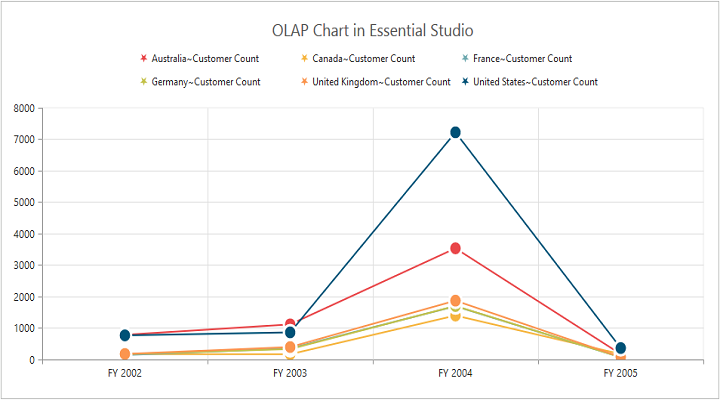 OLAP Chart in Essential Studio
Australia~Customer Count Canada~Customer Count France~Customer Count
Germany~Customer Count United Kingdom~Customer Count United States~Customer Count
8000
7000
6000
5000
4000
3000
2000
1000
0
FY 2002 FY 2003 FY 2004 FY 2005